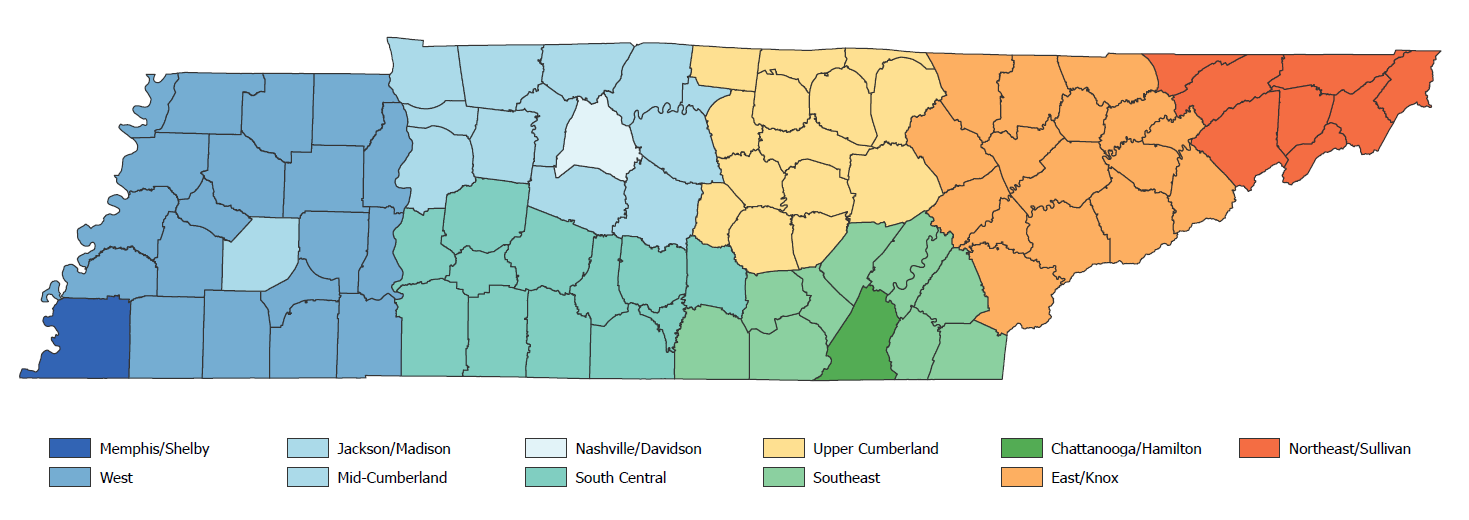 Memphis/Shelby
Jackson/Madison
Nashville/Davidson
Upper Cumberland
Chattanooga/Hamilton
Northeast/Sullivan
West
Mid-Cumberland
South Central
Southeast
East/Knox